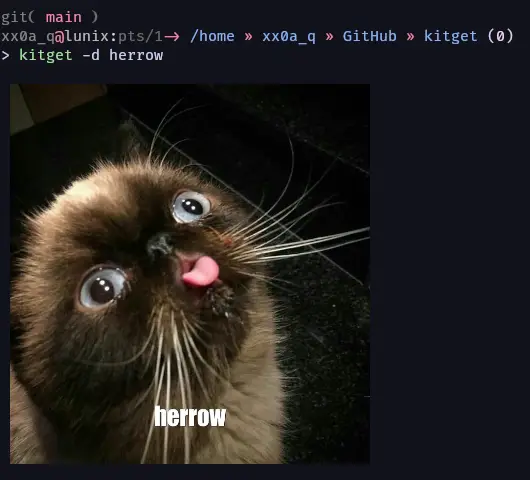 git( main )
xx0a_q@lunix:pts/1→ /home » xx0a_q » GitHub » kitget (0)
> kitget -d herrow
herrow